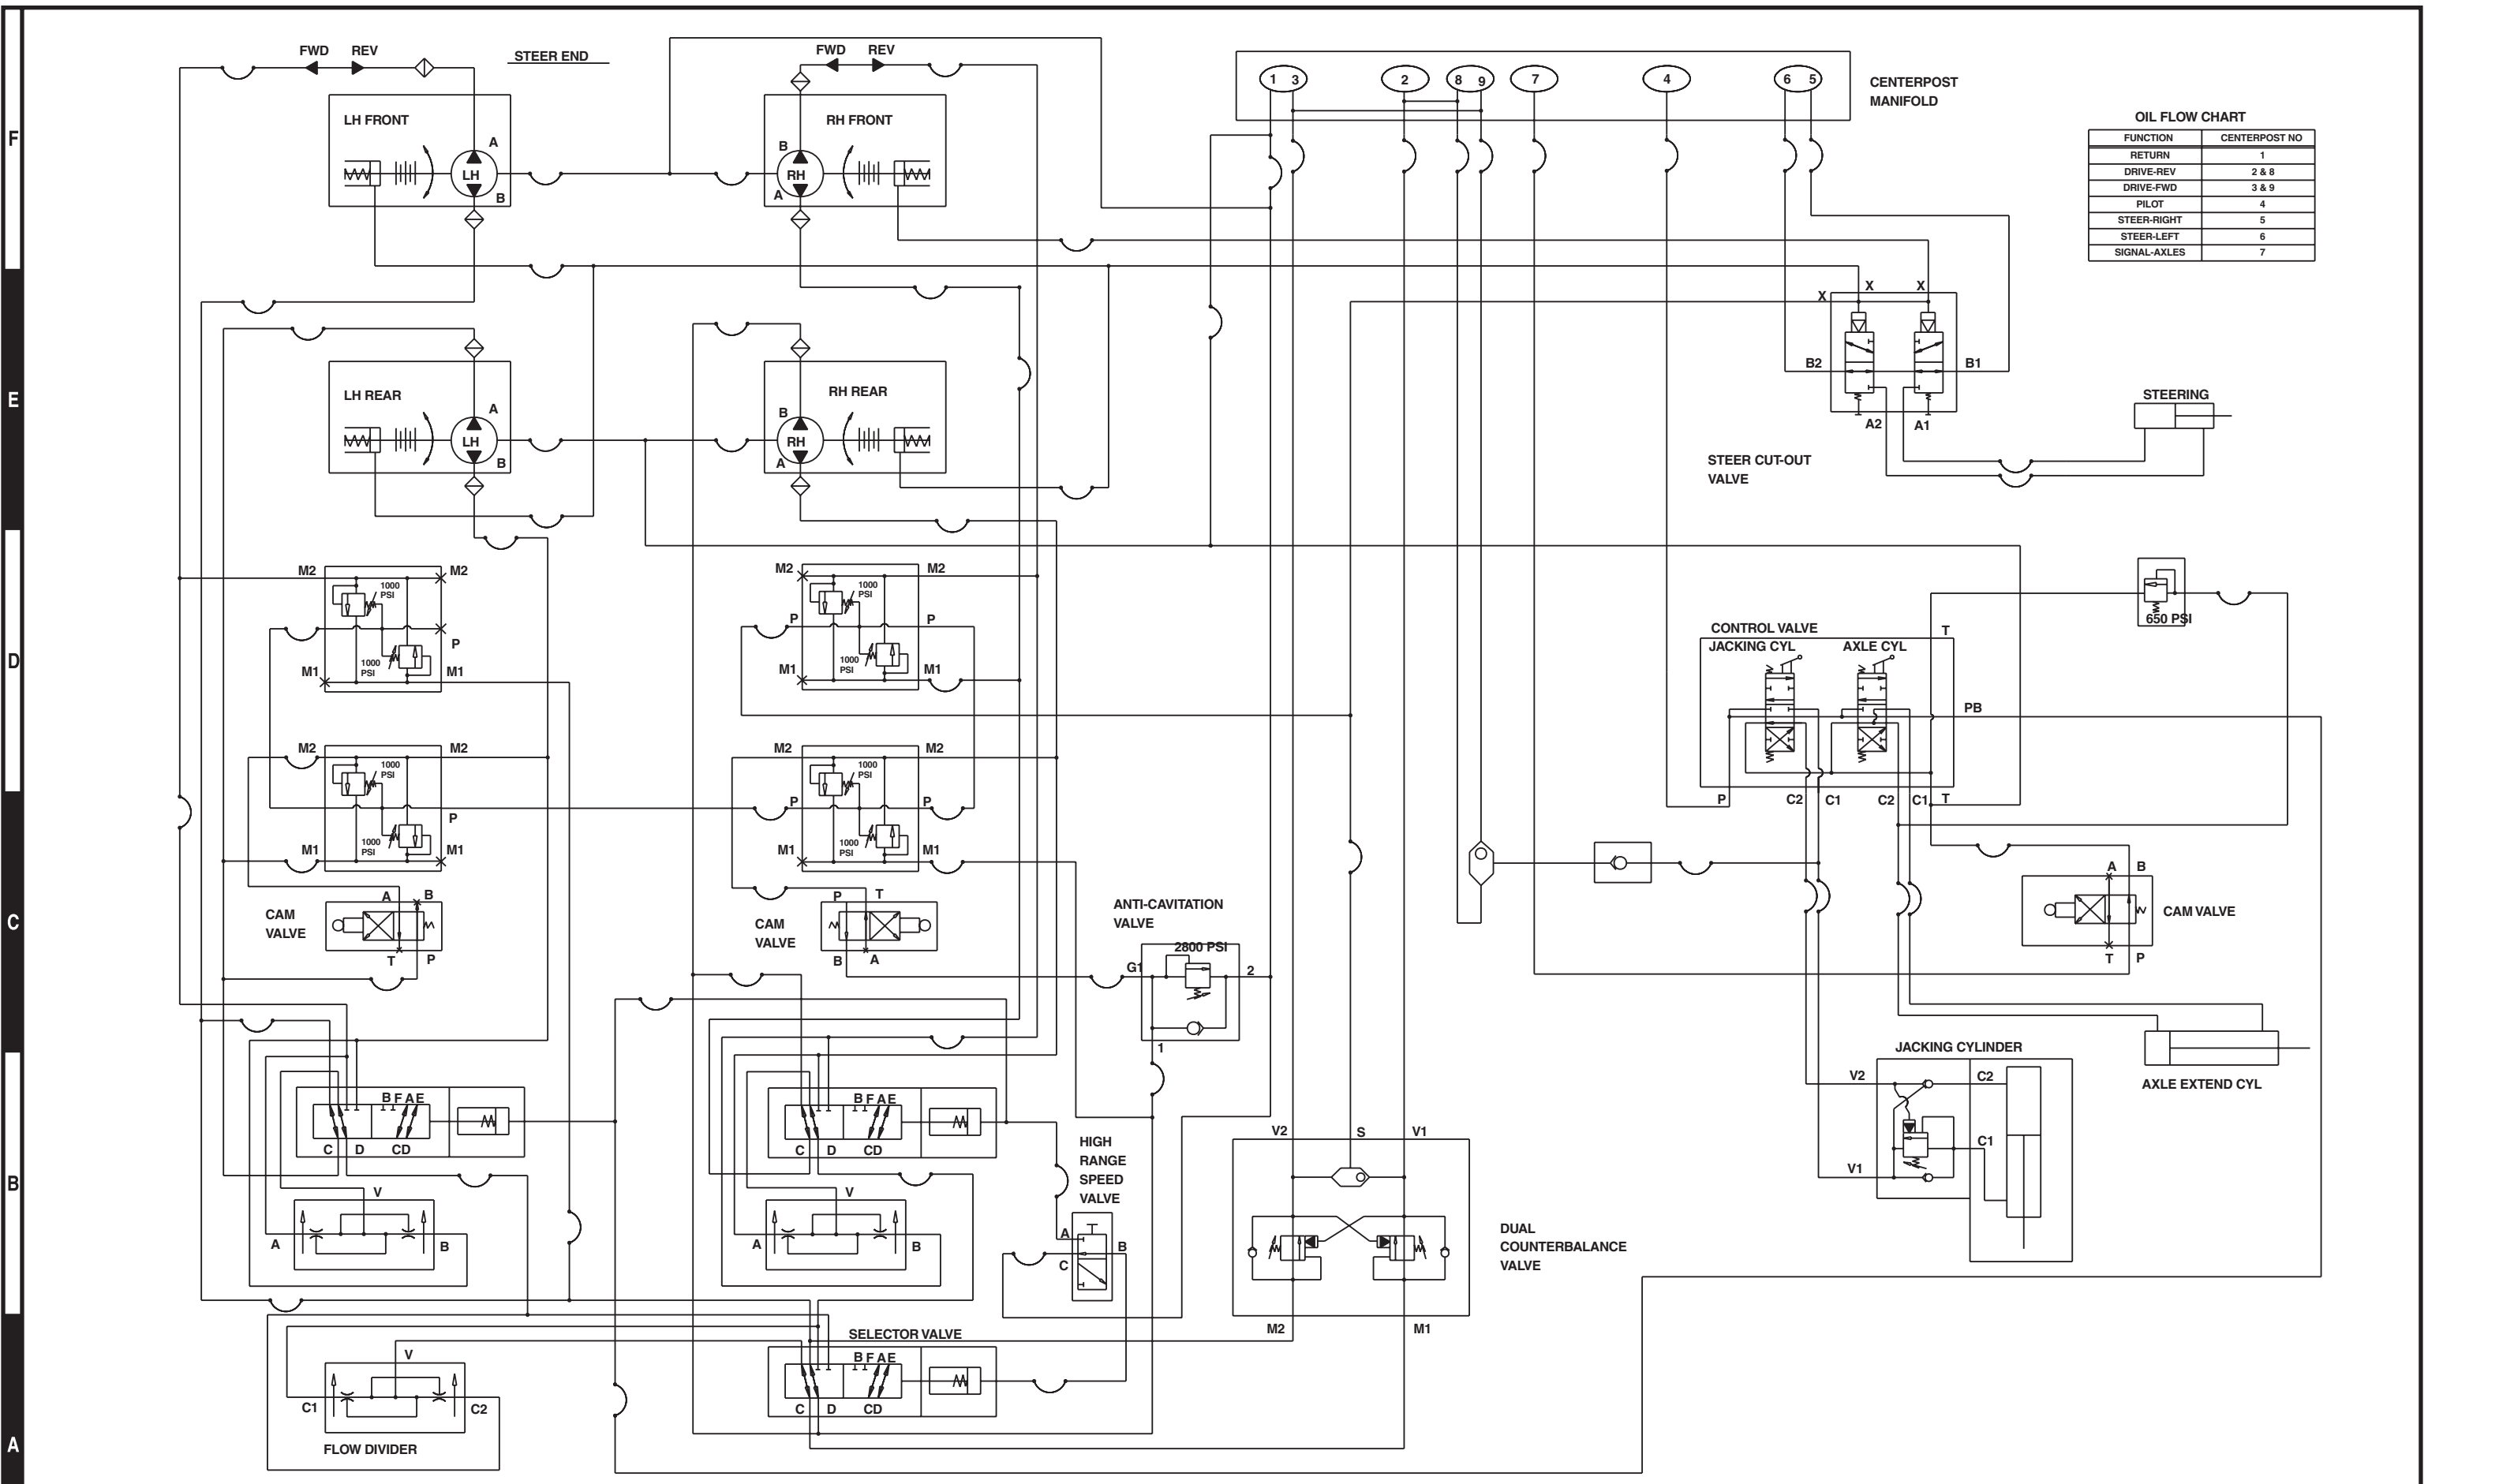 FWD REV
STEER END
FWD REV
LH FRONT
A
LH
B
RH FRONT
B
RH
A
1 3 2 8 9 7 4 6 5
CENTERPOST
MANIFOLD
OIL FLOW CHART
FUNCTION CENTERPOST NO
RETURN 1
DRIVE-REV 2 & 8
DRIVE-FWD 3 & 9
PILOT 4
STEER-RIGHT 5
STEER-LEFT 6
SIGNAL-AXLES 7
F
E
D
C
B
A
X X X
B2 B1
A2 A1
STEERING
STEER CUT-OUT
VALVE
LH REAR
A
LH
B
RH REAR
B
RH
A
M2 M2
1000
PSI
P
1000
PSI
M1 M1
M2 M2
1000
PSI
P P
1000
PSI
M1 M1
650 PSI
CONTROL VALVE
T
JACKING CYL AXLE CYL
PB
P C2 C1 C2 C1 T
M2 M2
1000
PSI
P
1000
PSI
M1 M1
M2 M2
1000
PSI
P P
1000
PSI
M1 M1
CAM
VALVE
A B
T P
CAM
VALVE
P T
B A
ANTI-CAVITATION
VALVE
2800 PSI
G1 2
1
A B
CAM VALVE
T P
JACKING CYLINDER
V2 C2
C1
V1
AXLE EXTEND CYL
B F A E
C D CD
B F A E
C D CD
HIGH
RANGE
SPEED
VALVE
A
B
C
V2 S V1
DUAL
COUNTERBALANCE
VALVE
M2 M1
V
A B
V
A B
SELECTOR VALVE
B F A E
C D CD
V
C1 C2
FLOW DIVIDER